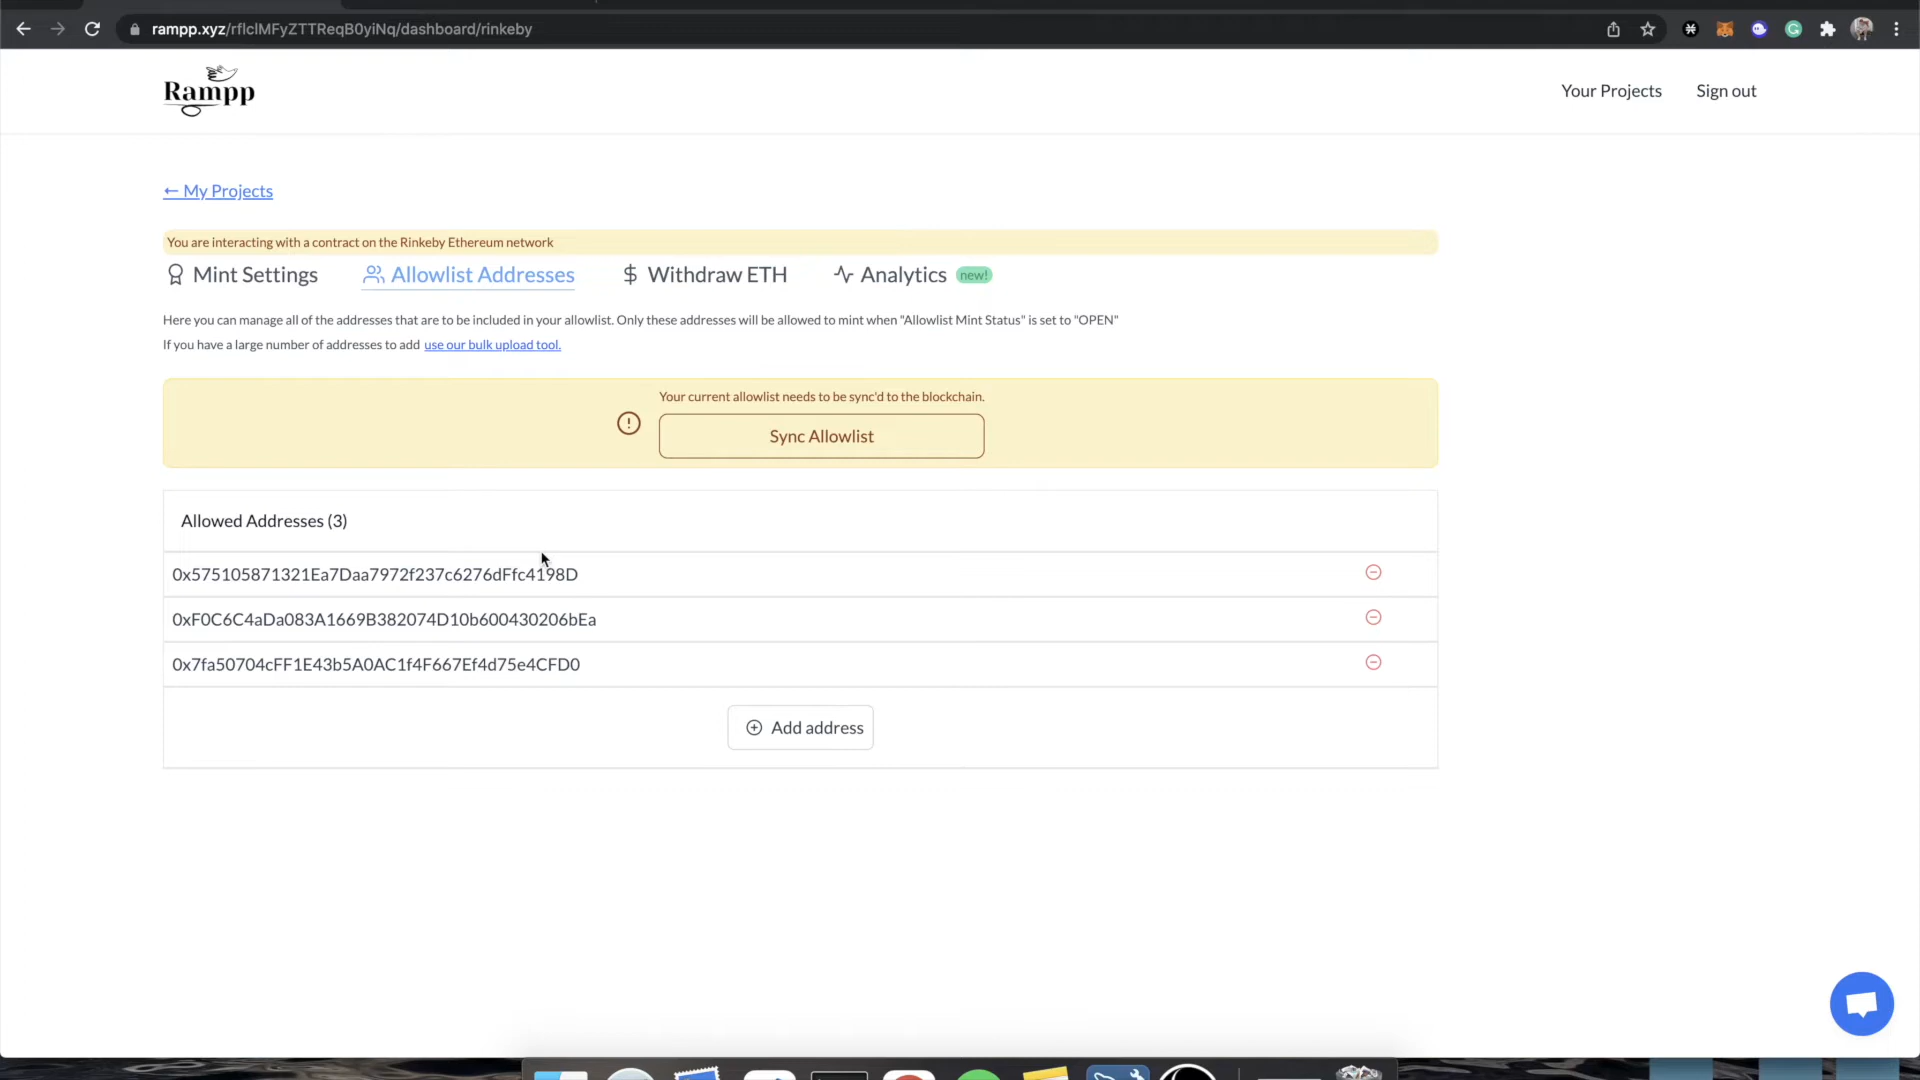 rampp.xyz/rflclMFyZTTReqB0yiNq/dashboard/rinkeby
Rampp
Your Projects
Sign out
← My Projects
You are interacting with a contract on the Rinkeby Ethereum network
Mint Settings
Allowlist Addresses
Withdraw ETH
Analytics new!
Here you can manage all of the addresses that are to be included in your allowlist. Only these addresses will be allowed to mint when "Allowlist Mint Status" is set to "OPEN"
If you have a large number of addresses to add use our bulk upload tool.
Your current allowlist needs to be sync'd to the blockchain.
Sync Allowlist
Allowed Addresses (3)
0x575105871321Ea7Daa7972f237c6276dFfc4198D
0xF0C6C4aDa083A1669B382074D10b600430206bEa
0x7fa50704cFF1E43b5A0AC1f4F667Ef4d75e4CFD0
Add address